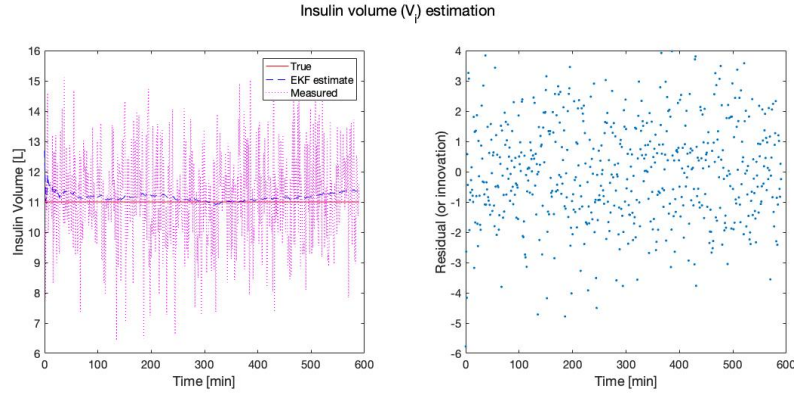 Insulin volume (Vi) estimation
16
15
14
13
12
11
10
9
8
7
6
Insulin Volume [L]
0 100 200 300 400 500 600
Time [min]
True
EKF estimate
Measured
4
3
2
1
0
-1
-2
-3
-4
-5
-6
Residual (or innovation)
0 100 200 300 400 500 600
Time [min]